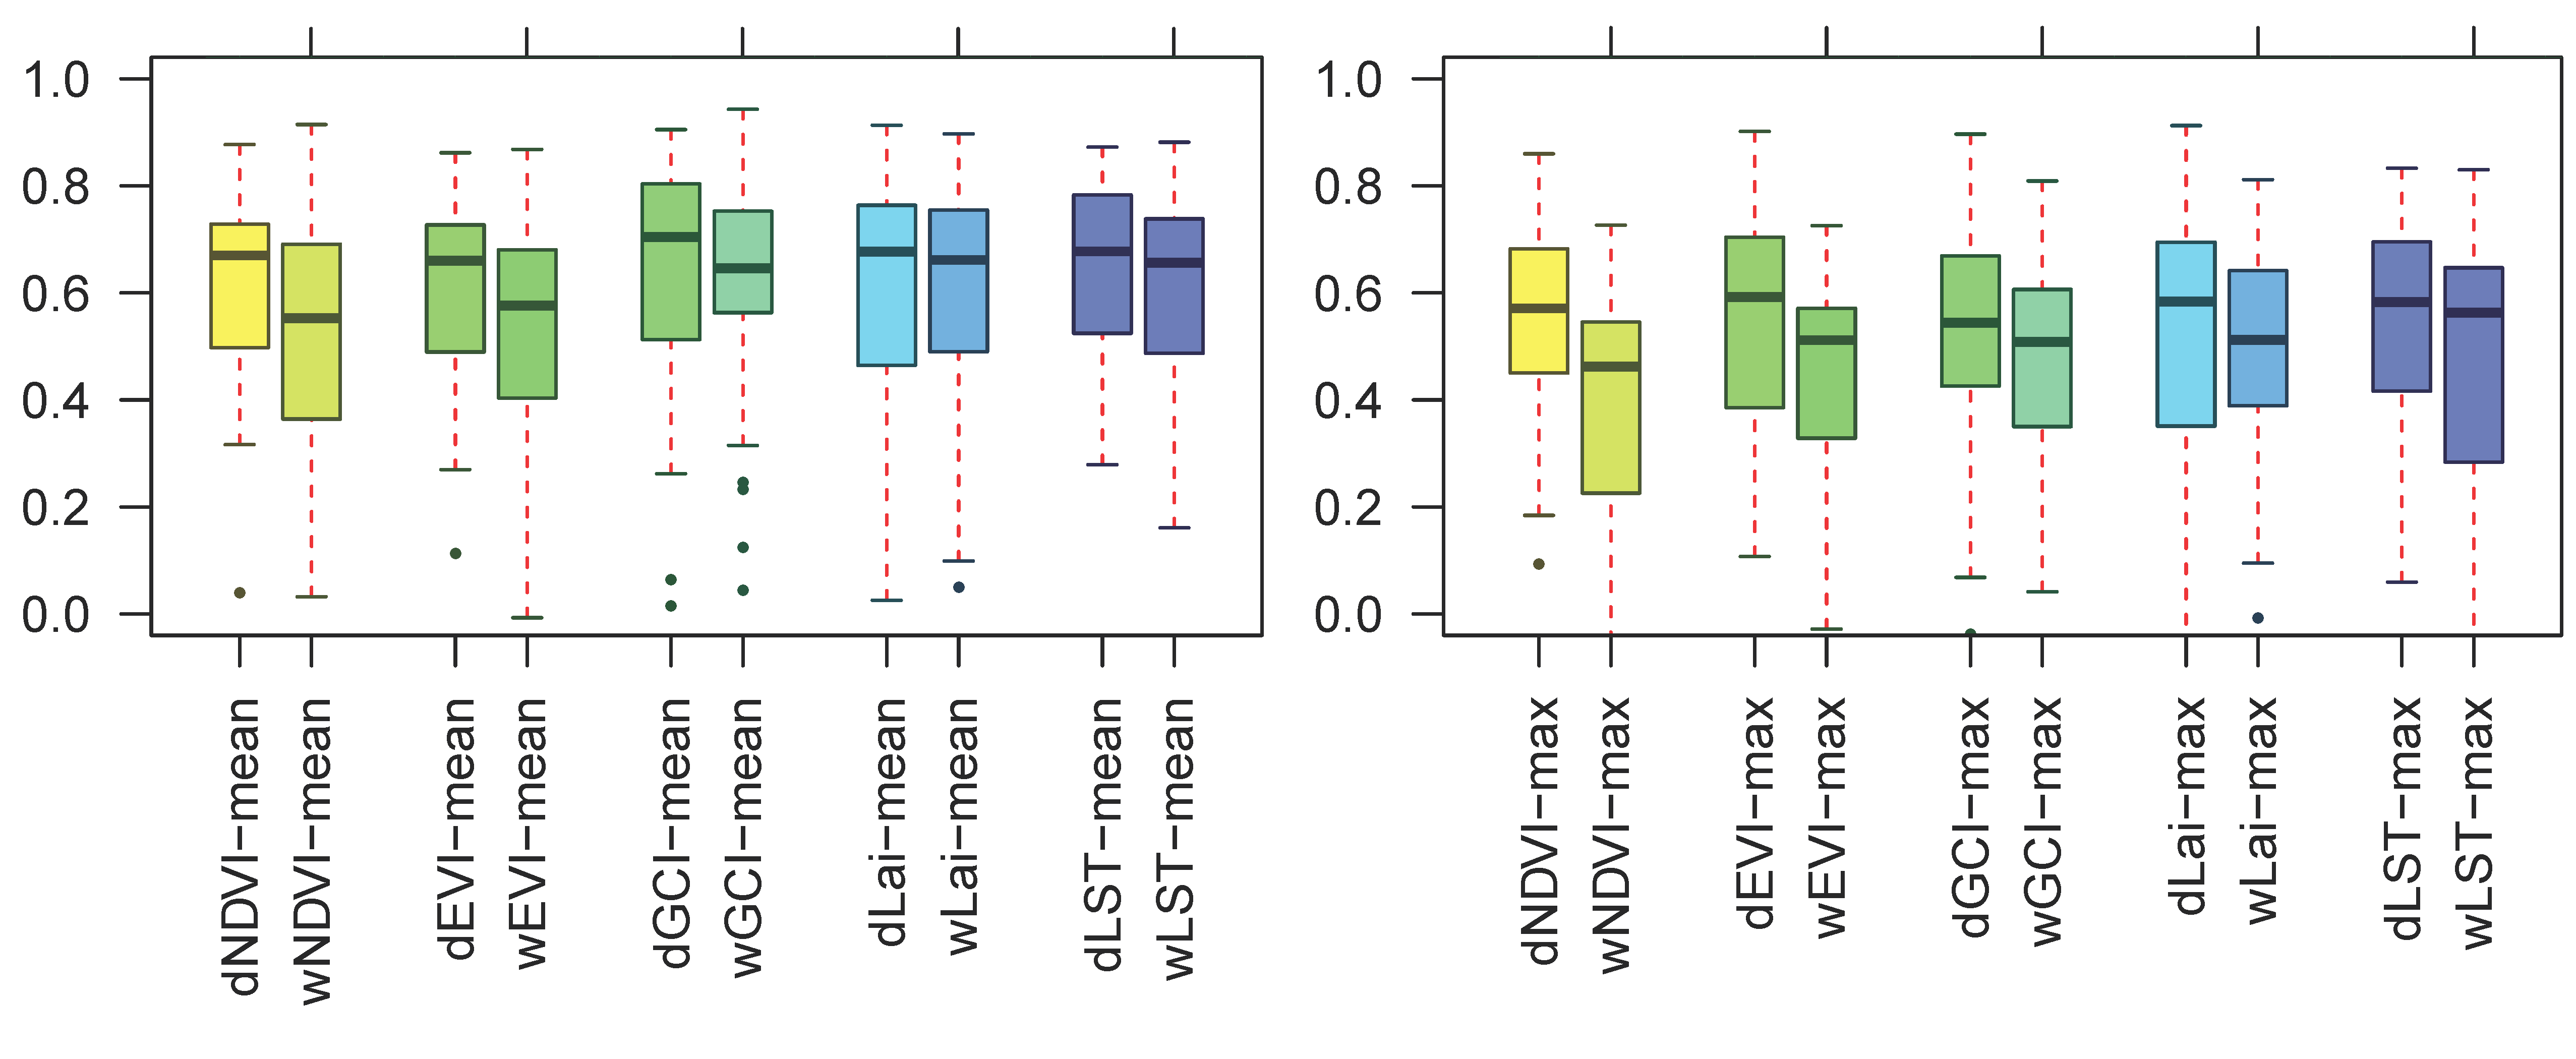 1.0
0.8
0.6
0.4
0.2
0.0
dNDVI−mean
wNDVI−mean
dEVI−mean
wEVI−mean
dGCI−mean
wGCI−mean
dLai−mean
wLai−mean
dLST−mean
wLST−mean
1.0
0.8
0.6
0.4
0.2
0.0
dNDVI−max
wNDVI−max
dEVI−max
wEVI−max
dGCI−max
wGCI−max
dLai−max
wLai−max
dLST−max
wLST−max